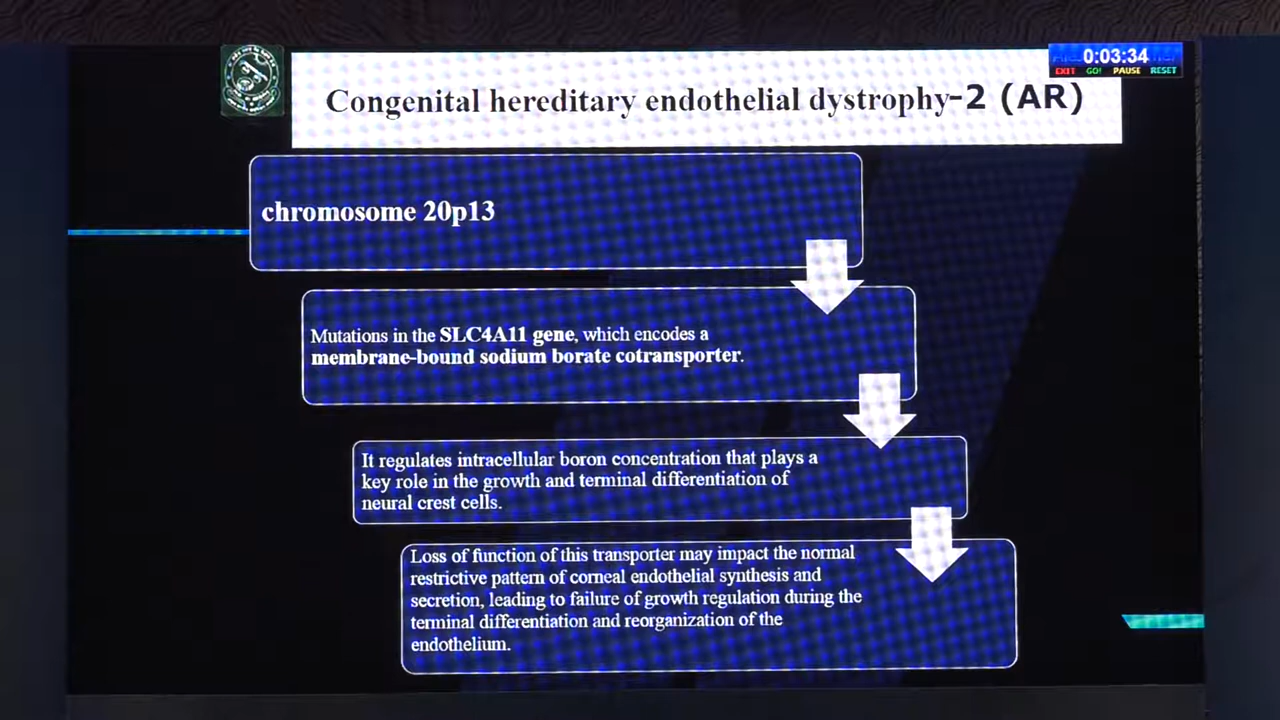 0:03:34
EXIT GO! PAUSE RESET
Congenital hereditary endothelial dystrophy-2 (AR)
chromosome 20p13
Mutations in the SLC4A11 gene, which encodes a
membrane-bound sodium borate cotransporter.
It regulates intracellular boron concentration that plays a
key role in the growth and terminal differentiation of
neural crest cells.
Loss of function of this transporter may impact the normal
restrictive pattern of corneal endothelial synthesis and
secretion, leading to failure of growth regulation during the
terminal differentiation and reorganization of the
endothelium.